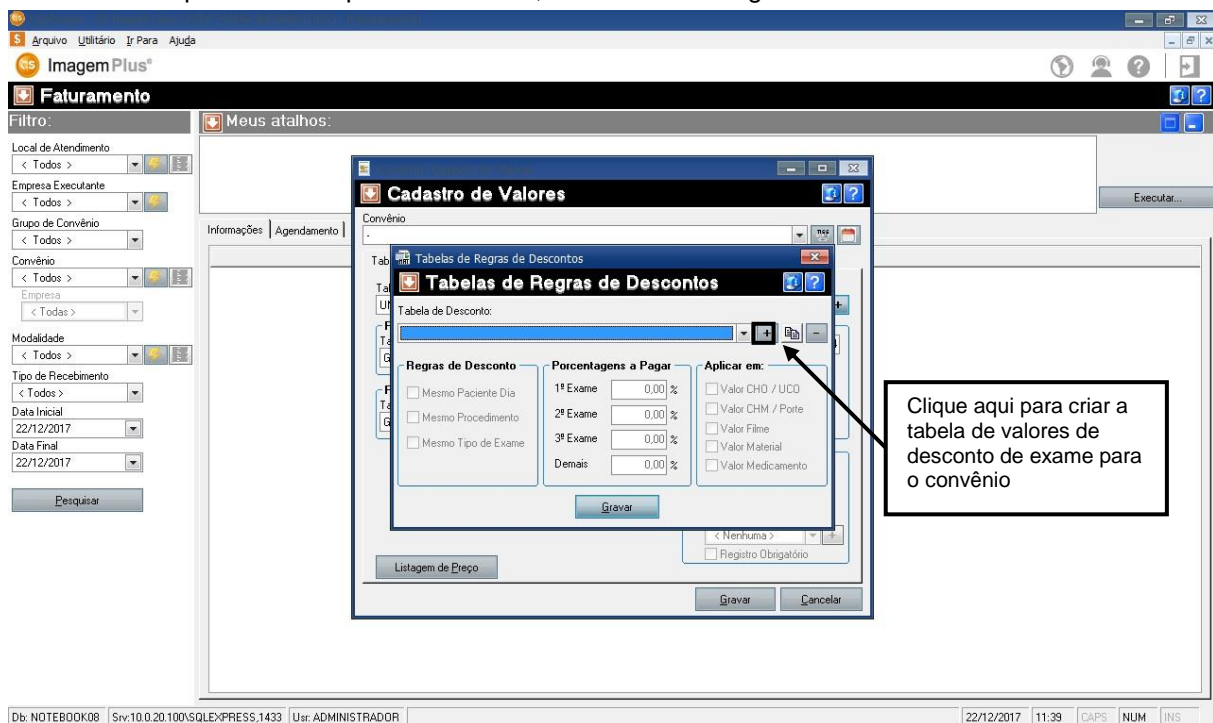 Arquivo Utilitário Ir Para Ajuda
ImagemPlus®
Faturamento
Filtro:
Meus atalhos:
Local de Atendimento
< Todos >
Empresa Executante
< Todos >
Grupo de Convênio
< Todos >
Convênio
< Todos >
Empresa
< Todas >
Modalidade
< Todos >
Tipo de Recebimento
< Todos >
Data Inicial
22/12/2017
Data Final
22/12/2017
Pesquisar
Executar...
Informações Agendamento
Cadastro de Valores
Convênio
-
Tabelas de Regras de Descontos
Tabelas de Regras de Descontos
Tabela de Desconto:
Regras de Desconto
Mesmo Paciente Dia
Mesmo Procedimento
Mesmo Tipo de Exame
Porcentagens a Pagar
1º Exame 0,00 %
2º Exame 0,00 %
3º Exame 0,00 %
Demais 0,00 %
Aplicar em:
Valor CHO / UCO
Valor CHM / Porte
Valor Filme
Valor Material
Valor Medicamento
Gravar
< Nenhuma >
Registro Obrigatório
Listagem de Preço
Gravar Cancelar
Clique aqui para criar a
tabela de valores de
desconto de exame para
o convênio
Db: NOTEBOOK08 Srv:10.0.20.100\SQLEXPRESS,1433 Usr: ADMINISTRADOR 22/12/2017 11:39 CAPS NUM INS